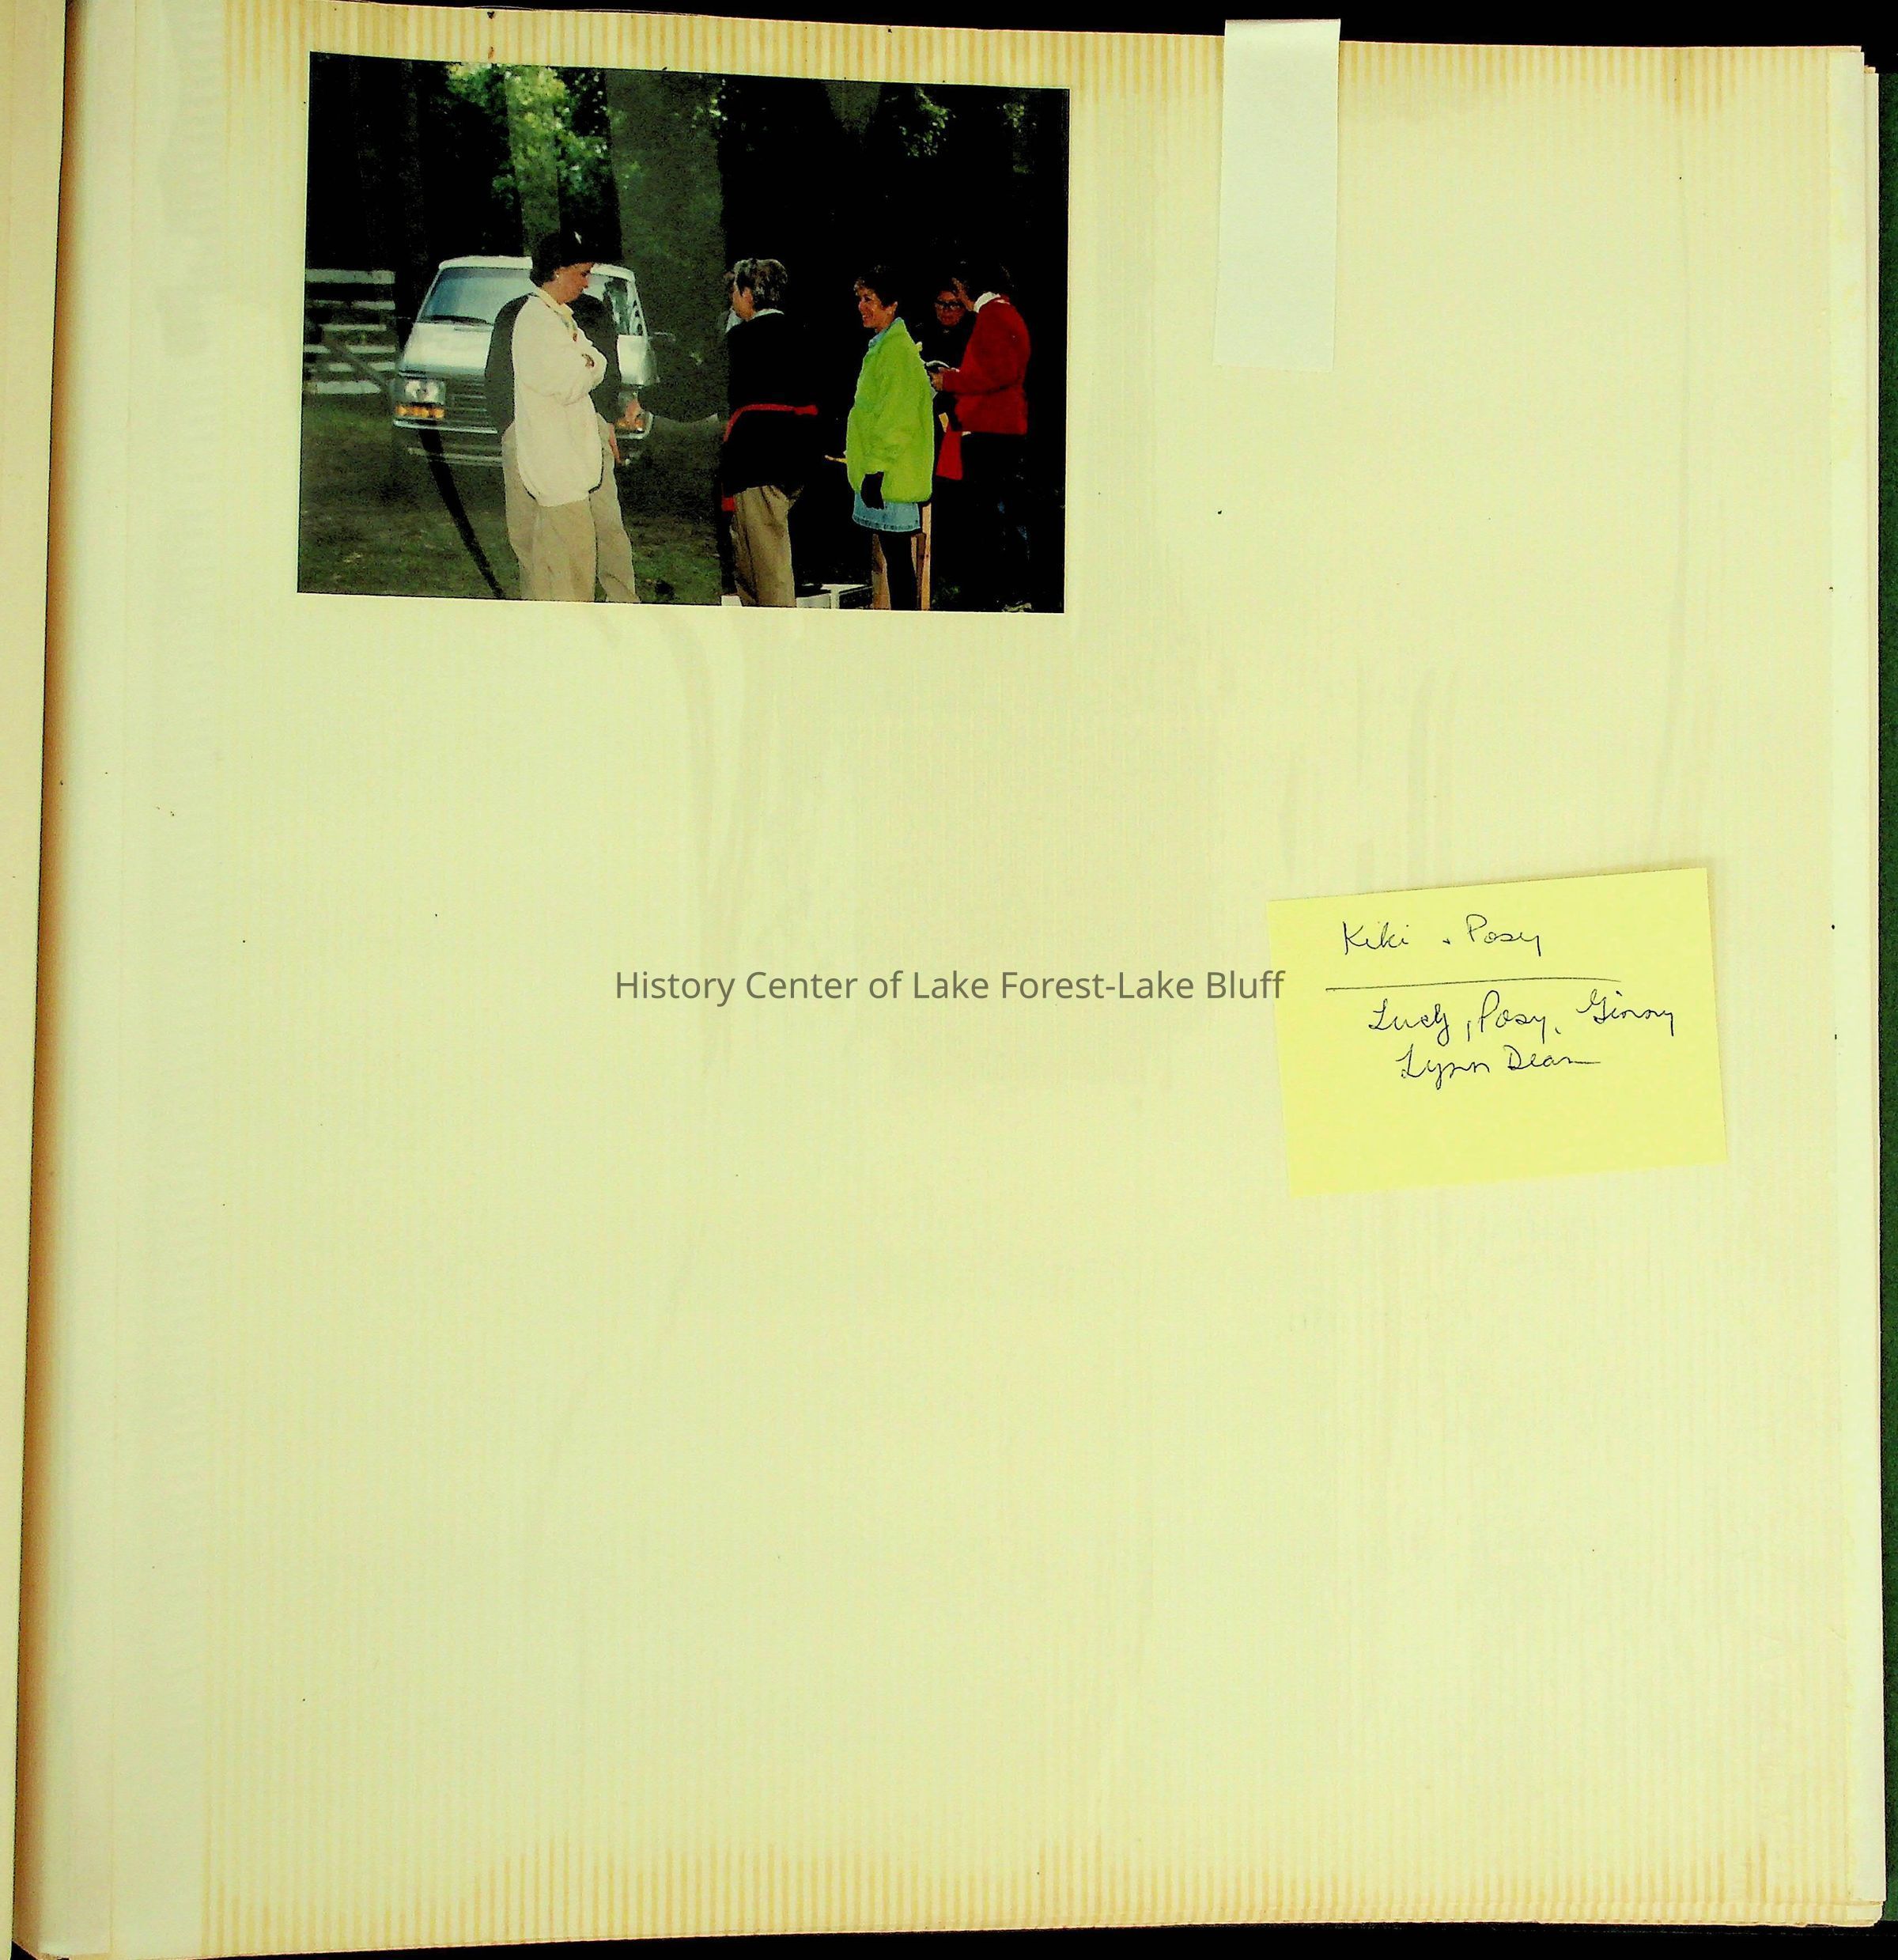 Kiki . Posy
History Center of Lake Forest-Lake Bluff
Lucy, Posy, Ginny
Lynn Dean